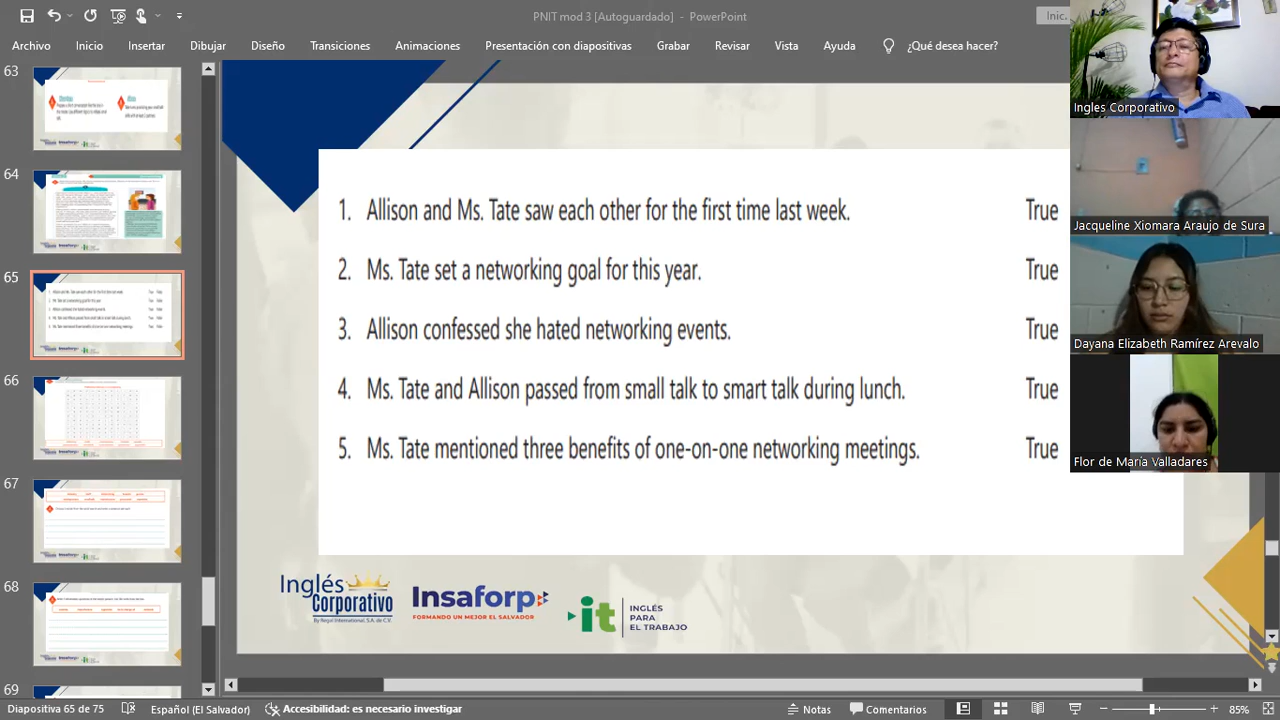 PNIT mod 3 [Autoguardado] - PowerPoint
Inic.
Archivo Inicio Insertar Dibujar Diseño Transiciones Animaciones Presentación con diapositivas Grabar Revisar Vista Ayuda ¿Qué desea hacer?
63
64
65
66
67
68
69
1. Allison and Ms. Tate saw each other for the first time last week. True
2. Ms. Tate set a networking goal for this year. True
3. Allison confessed she hated networking events. True
4. Ms. Tate and Allison passed from small talk to smart talk during lunch. True
5. Ms. Tate mentioned three benefits of one-on-one networking meetings. True
Inglés
Corporativo
By Regul International, S.A. de C.V.
Insaforp
FORMANDO UN MEJOR EL SALVADOR
it
INGLÉS
PARA
EL TRABAJO
Ingles Corporativo
Jacqueline Xiomara Araujo de Sura
Dayana Elizabeth Ramírez Arevalo
Flor de María Valladares
Diapositiva 65 de 75 Español (El Salvador) Accesibilidad: es necesario investigar Notas Comentarios 85%